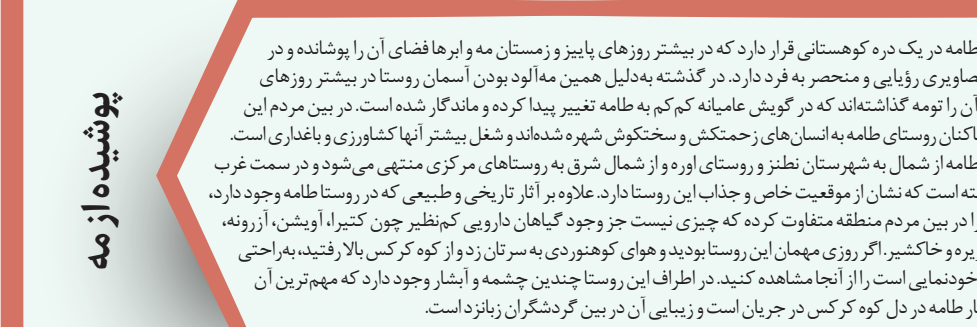 پوشیده از مه
طامه در یک دره کوهستانی قرار دارد که در بیشتر روزهای پاییز و زمستان مه و ابرها فضای آن را پوشانده و در
صاویری رؤیایی و منحصر به فرد دارد. در گذشته به‌دلیل همین مه‌آلود بودن آسمان روستا در بیشتر روزهای
آن را تومه گذاشته‌اند که در گویش عامیانه کم‌کم به طامه تغییر پیدا کرده و ماندگار شده است. در بین مردم این
اکنان روستای طامه به انسان‌های زحمتکش و سختکوش شهره شده‌اند و شغل بیشتر آنها کشاورزی و باغداری است.
طامه از شمال به شهرستان نطنز و روستای اوره و از شمال شرق به روستاهای مرکزی منتهی می‌شود و در سمت غرب
ته است که نشان از موقعیت خاص و جذاب این روستا دارد. علاوه بر آثار تاریخی و طبیعی که در روستا طامه وجود دارد،
را در بین مردم منطقه متفاوت کرده که چیزی نیست جز وجود گیاهان دارویی کم‌نظیر چون کتیرا، آویشن، آزرونه،
یره و خاکشیر. اگر روزی مهمان این روستا بودید و هوای کوهنوردی به سرتان زد و از کوه کرکس بالا رفتید، به‌راحتی
خودنمایی است را از آنجا مشاهده کنید. در اطراف این روستا چندین چشمه و آبشار وجود دارد که مهم‌ترین آن
ار طامه در دل کوه کرکس در جریان است و زیبایی آن در بین گردشگران زبانزد است.